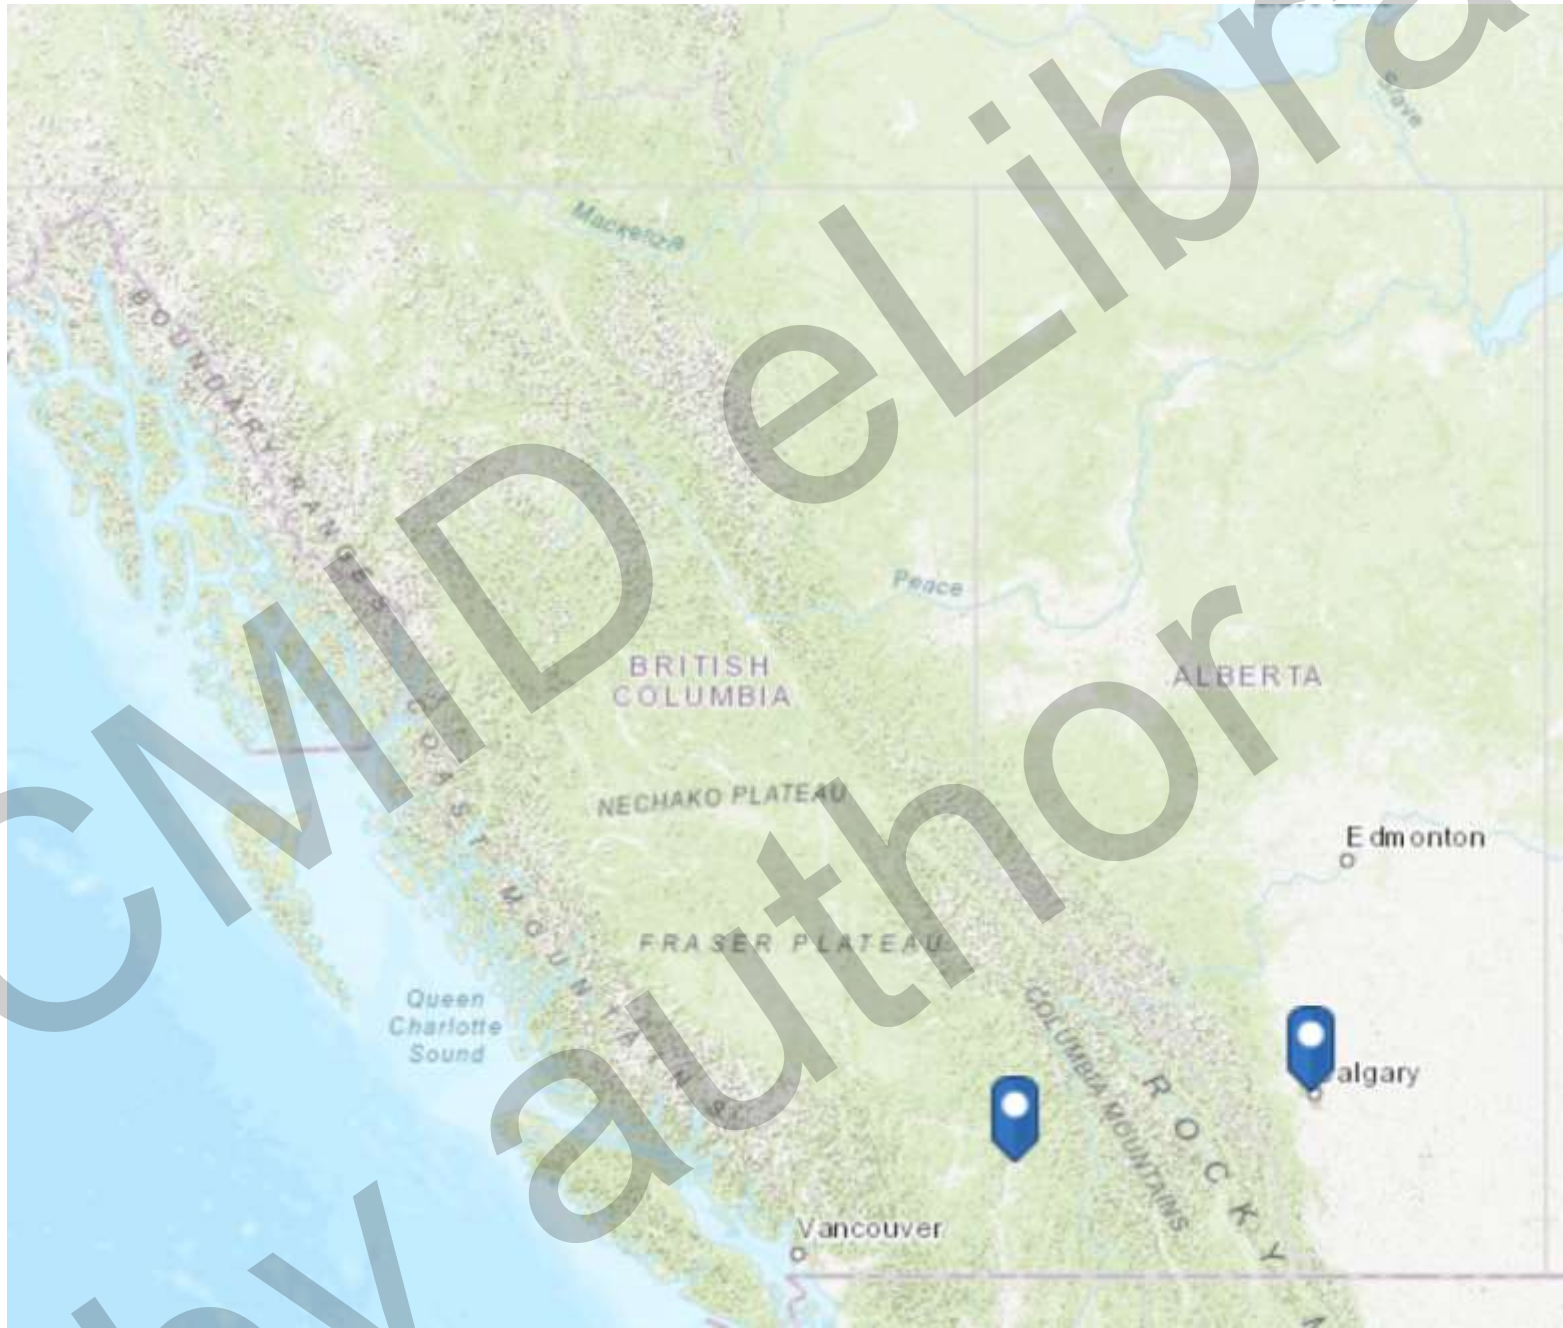 Slave
Mackenzie
BOUNDARY RANGES
Peace
BRITISH
COLUMBIA
ALBERTA
NECHAKO PLATEAU
COAST MOUNTAINS
Edmonton
FRASER PLATEAU
Queen
Charlotte
Sound
COLUMBIA MOUNTAINS
ROCKY M
algary
Vancouver
CMID eLibra
by author